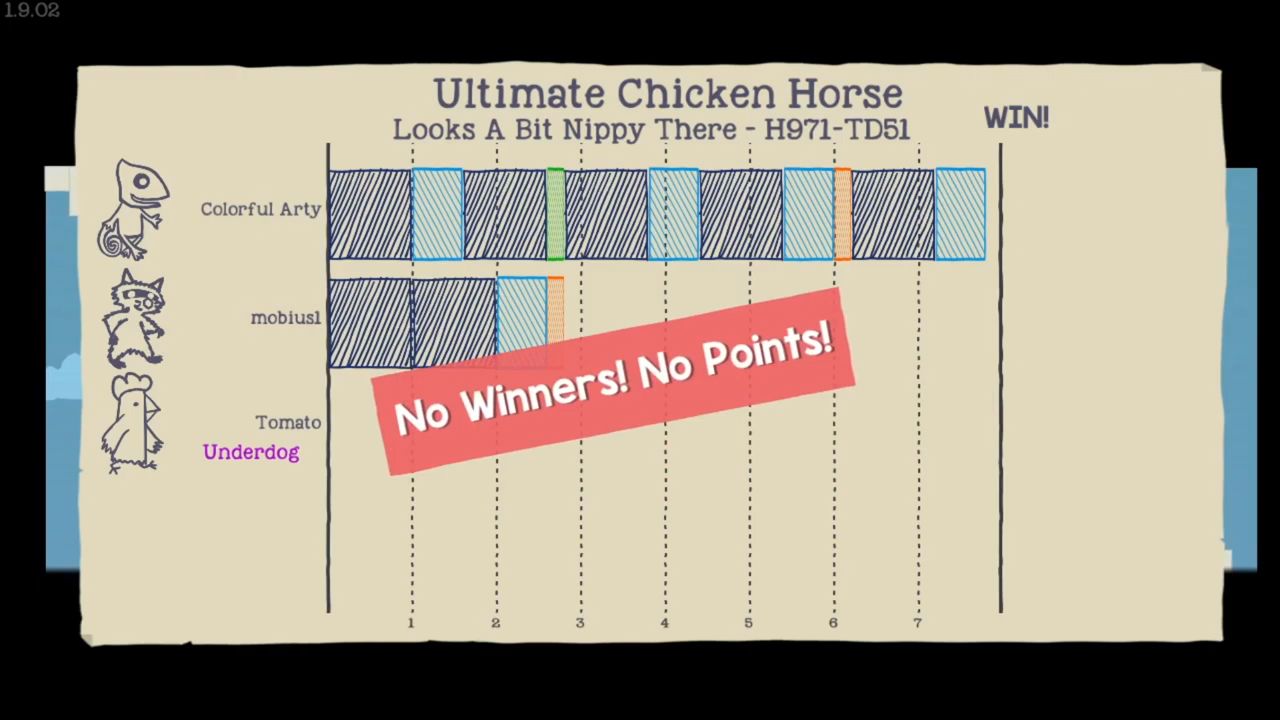 1.9.02
Ultimate Chicken Horse
Looks A Bit Nippy There - H971-TD51
WIN!
Colorful Arty
mobius1
No Winners! No Points!
Tomato
Underdog
1 2 3 4 5 6 7